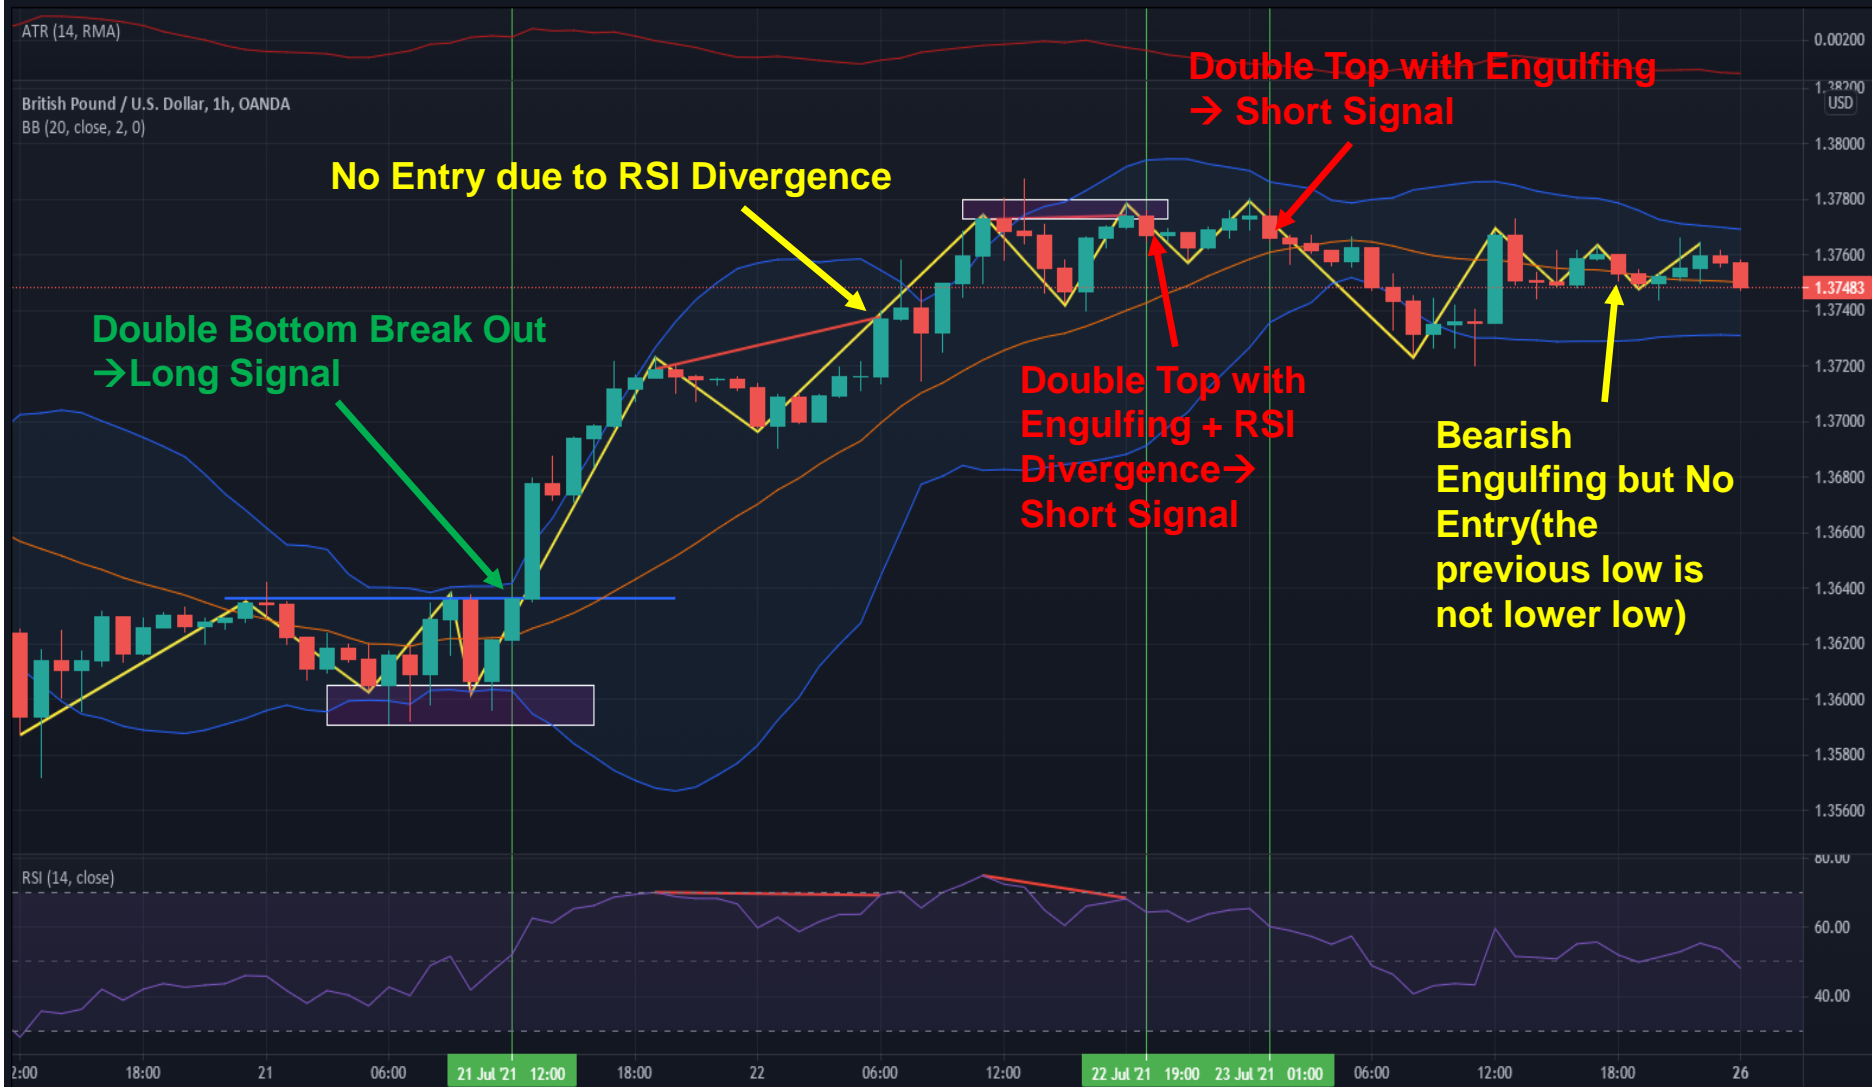 ATR (14, RMA)
0.00200
Double Top with Engulfing
→ Short Signal
1.38200
USD
British Pound / U.S. Dollar, 1h, OANDA
BB (20, close, 2, 0)
1.38000
No Entry due to RSI Divergence
1.37800
1.37600
1.37483
1.37400
Double Bottom Break Out
→Long Signal
1.37200
Double Top with
Engulfing + RSI
Divergence→
Short Signal
1.37000
Bearish
Engulfing but No
Entry(the
previous low is
not lower low)
1.36800
1.36600
1.36400
1.36200
1.36000
1.35800
1.35600
80.00
RSI (14, close)
60.00
40.00
2:00 18:00 21 06:00 21 Jul '21 12:00 18:00 22 06:00 12:00 22 Jul '21 19:00 23 Jul '21 01:00 06:00 12:00 18:00 26